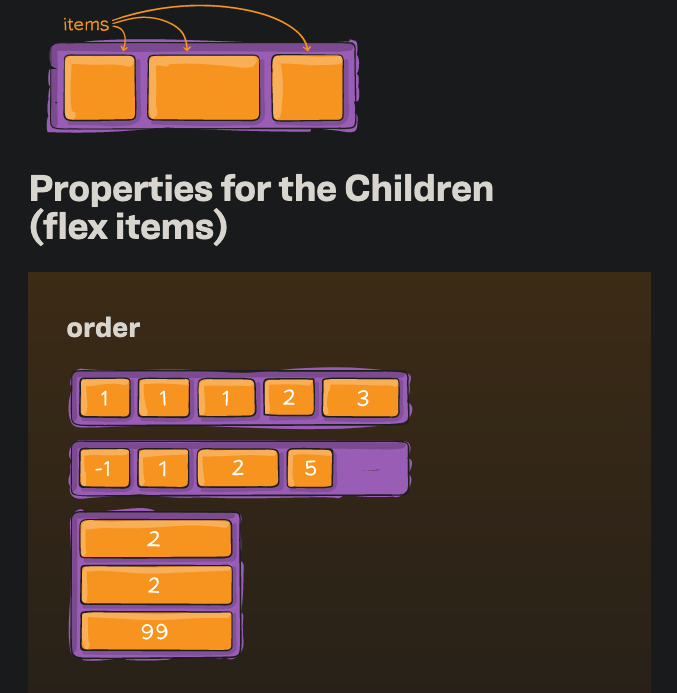 items
Properties for the Children
(flex items)
order
1 1 1 2 3
-1 1 2 5
2
2
99